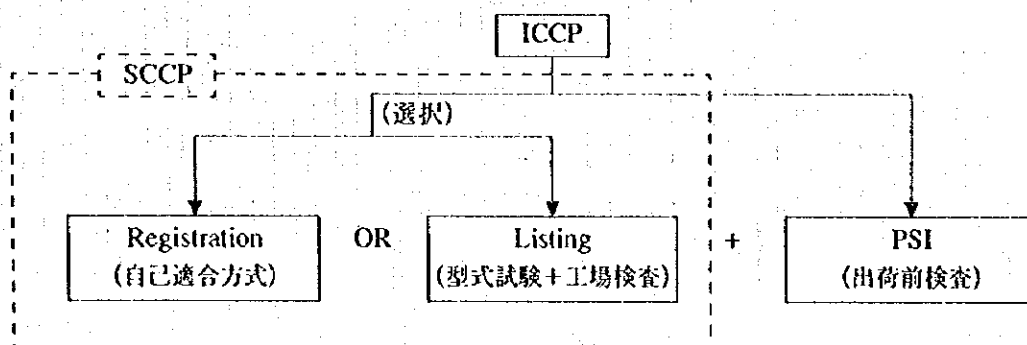 ICCP
SCCP
(選択)
Registration
(自己適合方式)
OR
Listing
(型式試験+工場検査)
+
PSI
(出荷前検査)